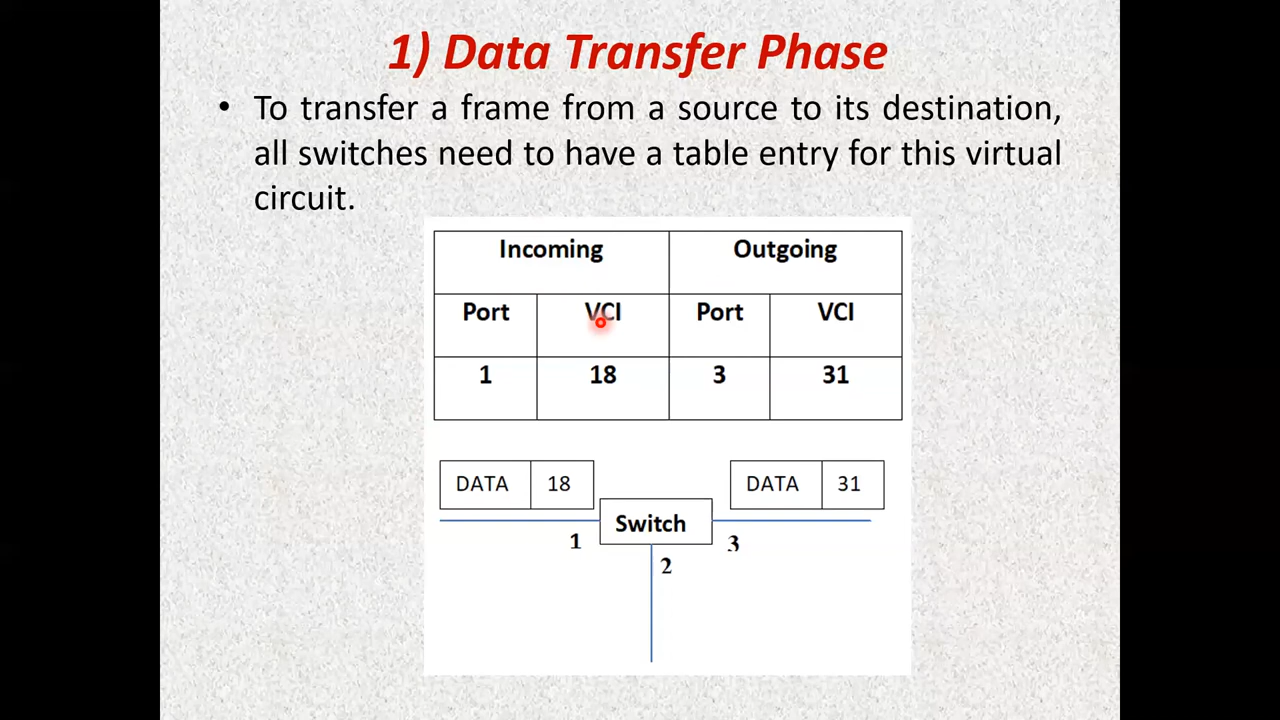 1) Data Transfer Phase
• To transfer a frame from a source to its destination,
all switches need to have a table entry for this virtual
circuit.
Incoming Outgoing
Port VCI Port VCI
1 18 3 31
DATA 18 DATA 31
Switch
1 3
2